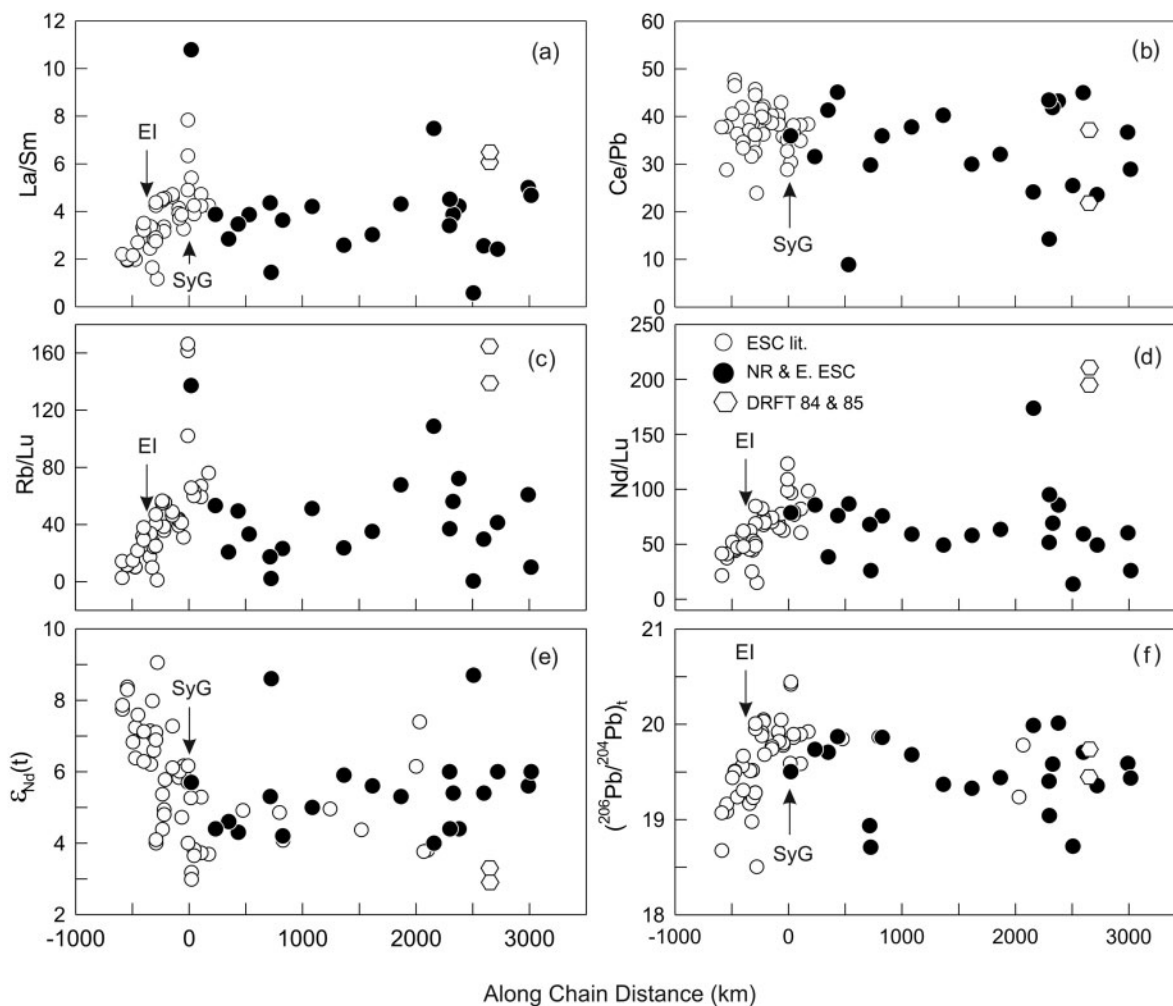 12
10
8
6
4
2
0
La/Sm
(a)
EI
SyG
60
50
40
30
20
10
0
Ce/Pb
(b)
SyG
160
120
80
40
0
Rb/Lu
(c)
EI
250
200
150
100
50
0
Nd/Lu
(d)
ESC lit.
NR & E. ESC
DRFT 84 & 85
EI
10
8
6
4
2
εNd(t)
(e)
SyG
-1000 0 1000 2000 3000
21
20
19
18
(²⁰⁶Pb/²⁰⁴Pb)t
(f)
EI
SyG
-1000 0 1000 2000 3000
Along Chain Distance (km)